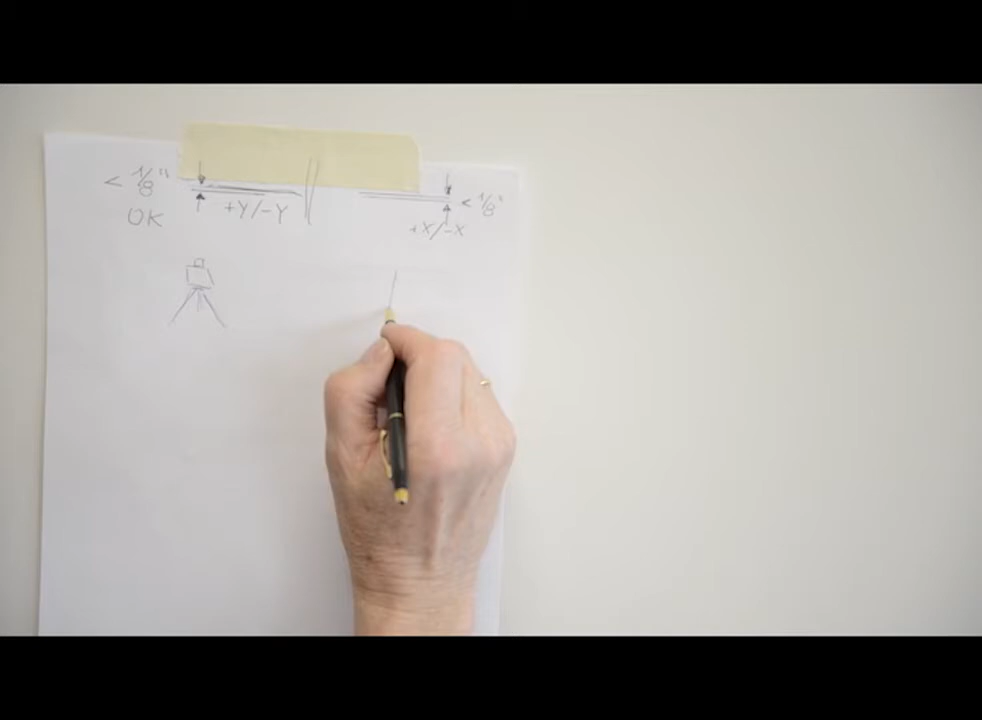 < 1/8"
OK
+Y/-Y
< 1/8"
+X/-X